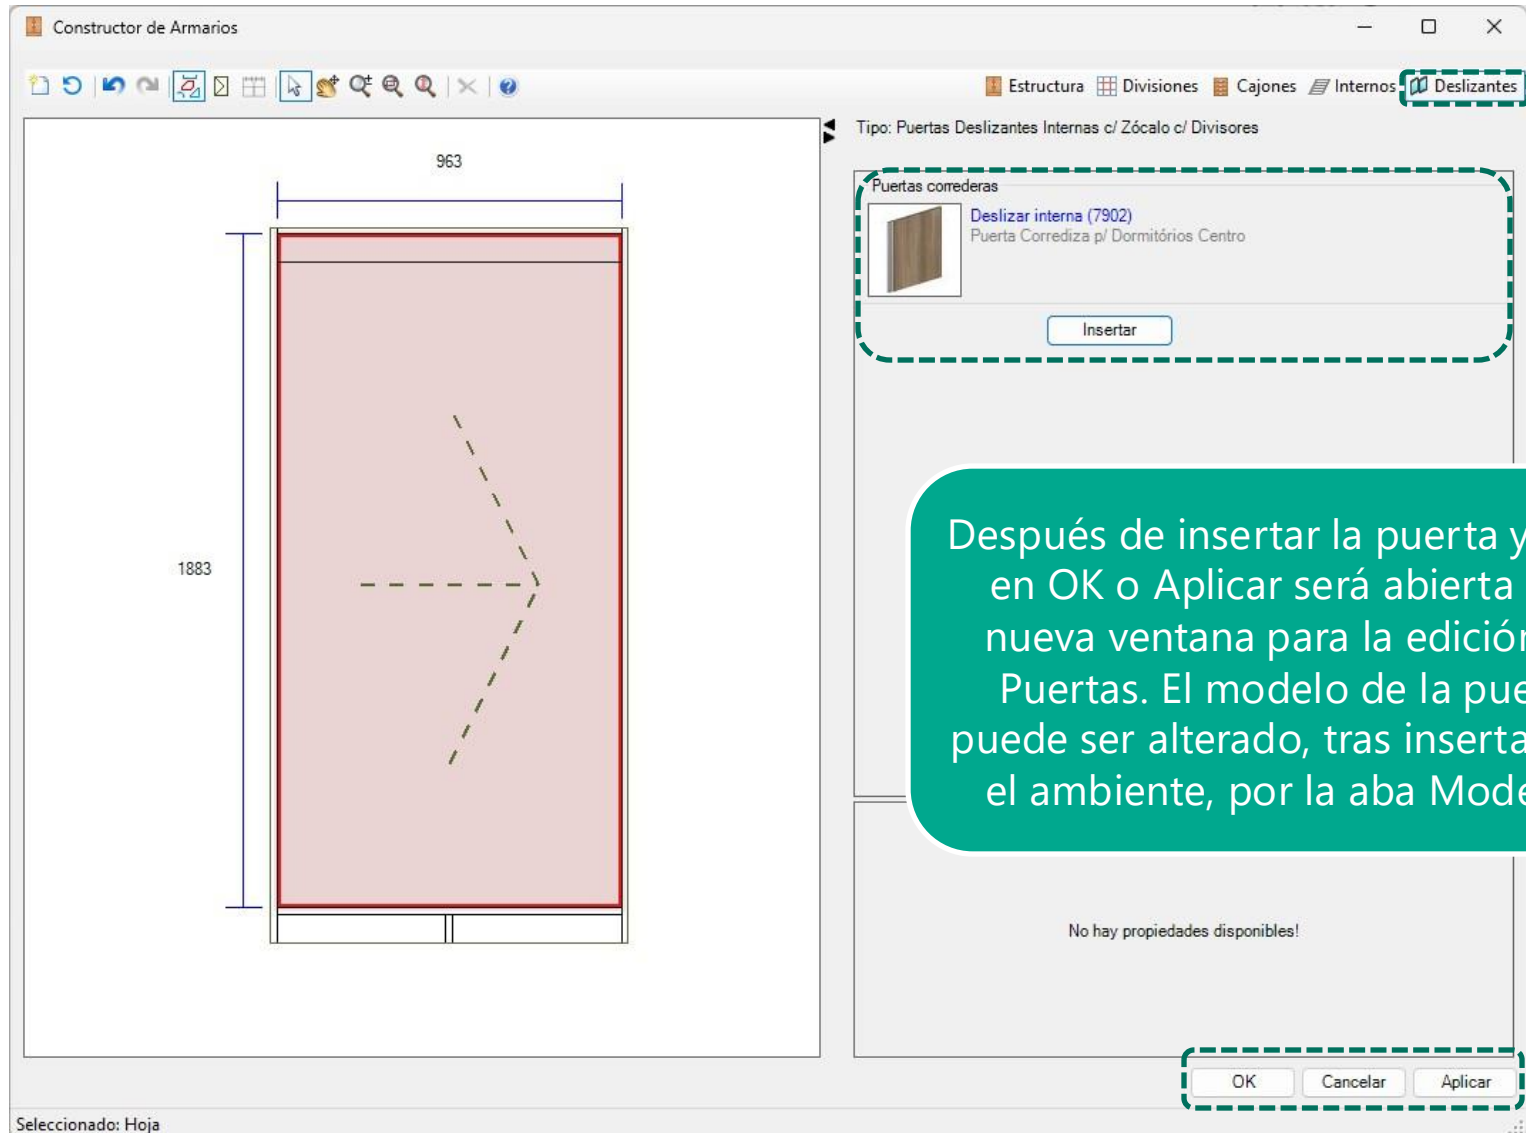 Constructor de Armarios
Estructura Divisiones Cajones Internos Deslizantes
Tipo: Puertas Deslizantes Internas c/ Zócalo c/ Divisores
963
Puertas correderas
Deslizar interna (7902)
Puerta Corrediza p/ Dormitórios Centro
Insertar
1883
Después de insertar la puerta y
en OK o Aplicar será abierta
nueva ventana para la edición
Puertas. El modelo de la pue
puede ser alterado, tras inserta
el ambiente, por la aba Mode
No hay propiedades disponibles!
OK Cancelar Aplicar
Seleccionado: Hoja